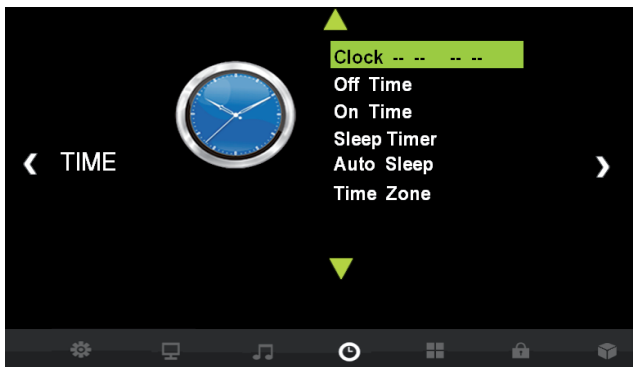 TIME
Clock -- -- -- --
Off Time
On Time
Sleep Timer
Auto Sleep
Time Zone